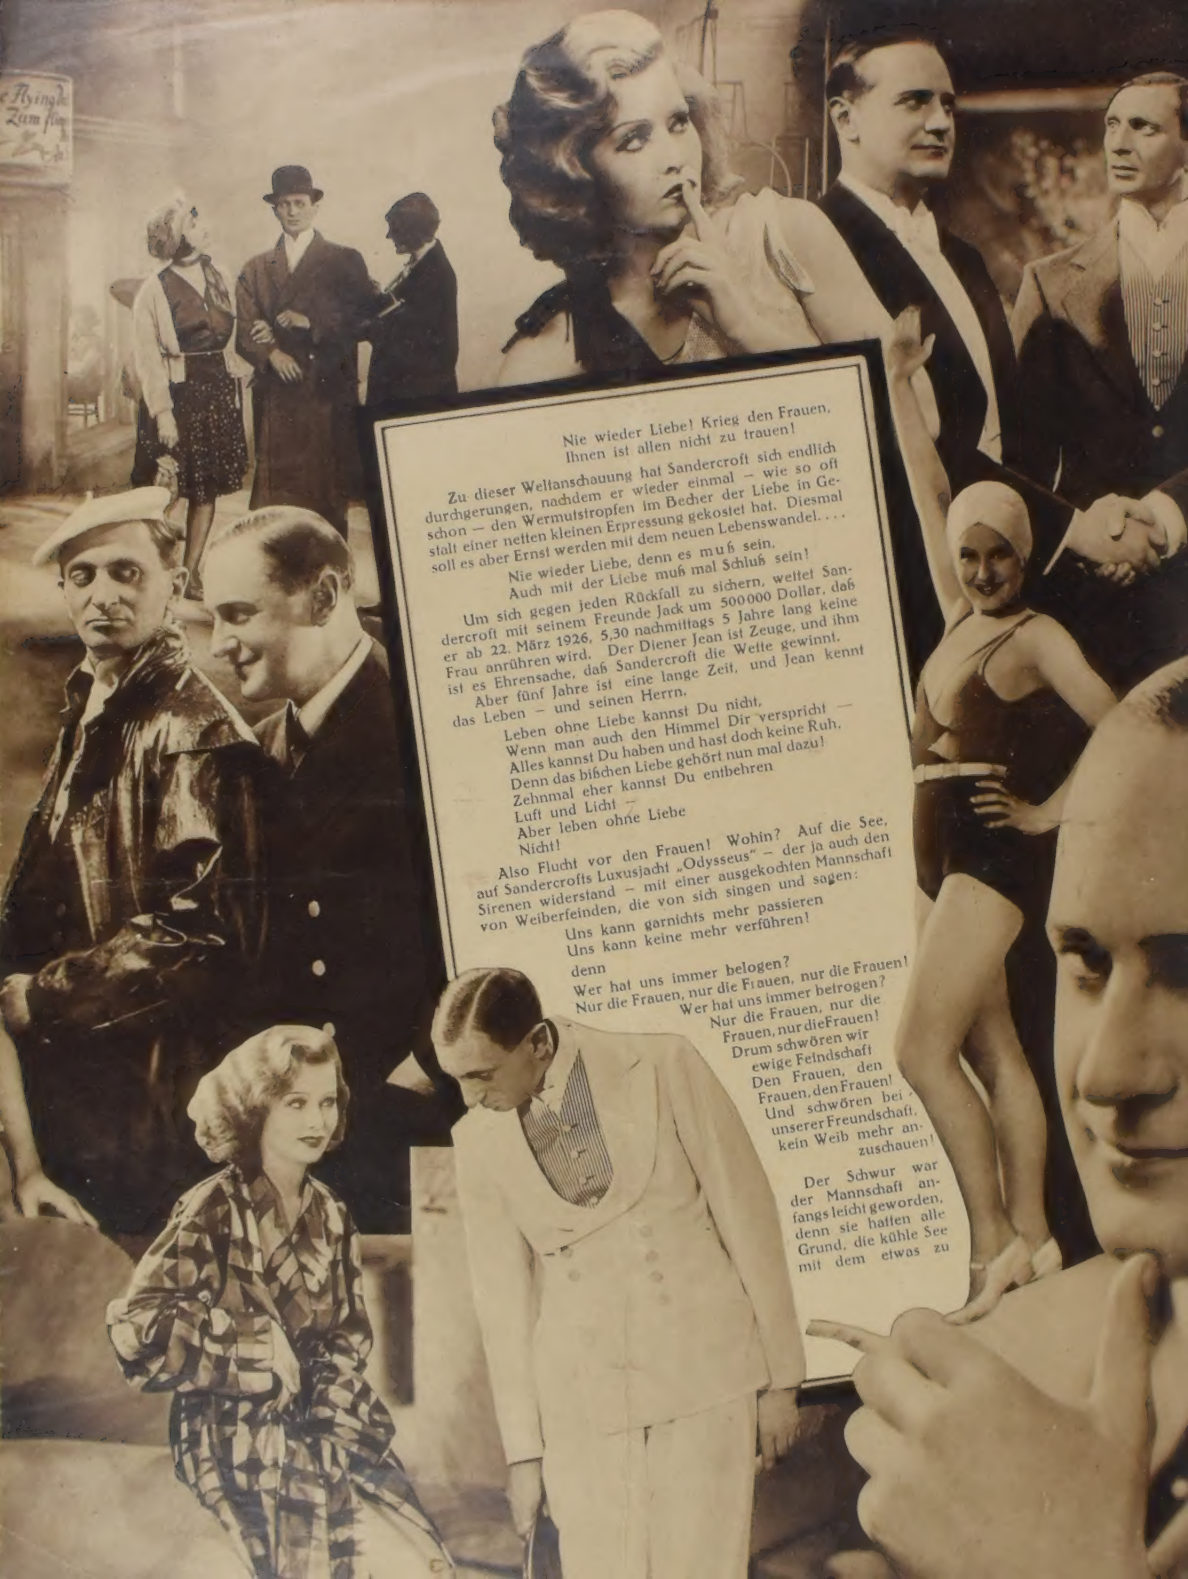 Flying
Zum
Nie wieder Liebe! Krieg den Frauen,
Ihnen ist allen nicht zu trauen!
Zu dieser Weltanschauung hat Sandercroft sich endlich
durchgerungen, nachdem er wieder einmal — wie so oft
schon — den Wermutstropfen im Becher der Liebe in Ge-
stalt einer netten kleinen Erpressung gekostet hat. Diesmal
soll es aber Ernst werden mit dem neuen Lebenswandel....
Nie wieder Liebe, denn es muß sein,
Auch mit der Liebe muß mal Schluß sein!
Um sich gegen jeden Rückfall zu sichern, wettet San-
dercroft mit seinem Freunde Jack um 500000 Dollar, daß
er ab 22. März 1926, 5,30 nachmittags 5 Jahre lang keine
Frau anrühren wird. Der Diener Jean ist Zeuge, und ihm
ist es Ehrensache, daß Sandercroft die Wette gewinnt.
Aber fünf Jahre ist eine lange Zeit, und Jean kennt
das Leben — und seinen Herrn.
Leben ohne Liebe kannst Du nicht,
Wenn man auch den Himmel Dir verspricht —
Alles kannst Du haben und hast doch keine Ruh,
Denn das bißchen Liebe gehört nun mal dazu!
Zehnmal eher kannst Du entbehren
Luft und Licht —
Aber leben ohne Liebe
Nicht!
Also Flucht vor den Frauen! Wohin? Auf die See,
auf Sandercrofts Luxusjacht „Odysseus“ — der ja auch den
Sirenen widerstand — mit einer ausgekochten Mannschaft
von Weiberfeinden, die von sich singen und sagen:
Uns kann garnichts mehr passieren
Uns kann keine mehr verführen!
denn
Wer hat uns immer belogen?
Nur die Frauen, nur die Frauen, nur die Frauen!
Wer hat uns immer betrogen?
Nur die Frauen, nur die
Frauen, nur die Frauen!
Drum schwören wir
ewige Feindschaft
Den Frauen, den
Frauen, den Frauen!
Und schwören bei
unserer Freundschaft,
kein Weib mehr an-
zuschauen!
Der Schwur war
der Mannschaft an-
fangs leicht geworden,
denn sie hatten alle
Grund, die kühle See
mit dem etwas zu